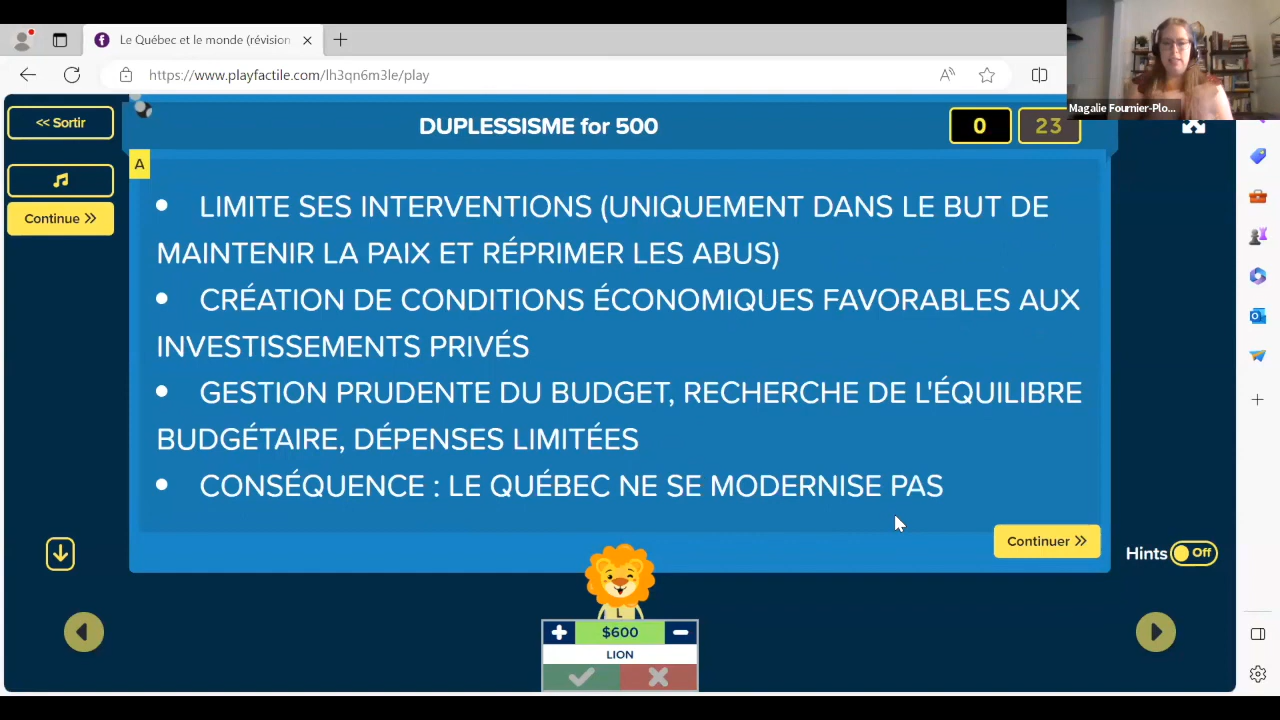 Le Québec et le monde (révision
https://www.playfactile.com/lh3qn6m3le/play
Magalie Fournier-Plo...
<< Sortir
DUPLESSISME for 500
0
23
A
Continue >>
• LIMITE SES INTERVENTIONS (UNIQUEMENT DANS LE BUT DE
MAINTENIR LA PAIX ET RÉPRIMER LES ABUS)
• CRÉATION DE CONDITIONS ÉCONOMIQUES FAVORABLES AUX
INVESTISSEMENTS PRIVÉS
• GESTION PRUDENTE DU BUDGET, RECHERCHE DE L'ÉQUILIBRE
BUDGÉTAIRE, DÉPENSES LIMITÉES
• CONSÉQUENCE : LE QUÉBEC NE SE MODERNISE PAS
Continuer >>
Hints Off
L
$600
LION